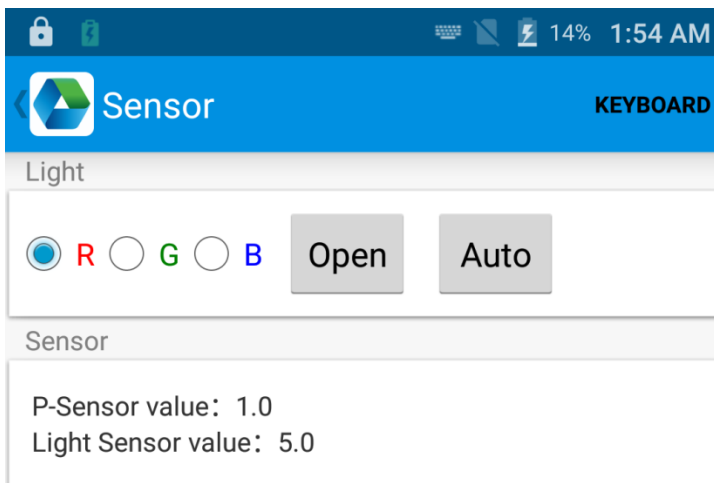 14% 1:54 AM
Sensor KEYBOARD
Light
R G B Open Auto
Sensor
P-Sensor value：1.0
Light Sensor value：5.0